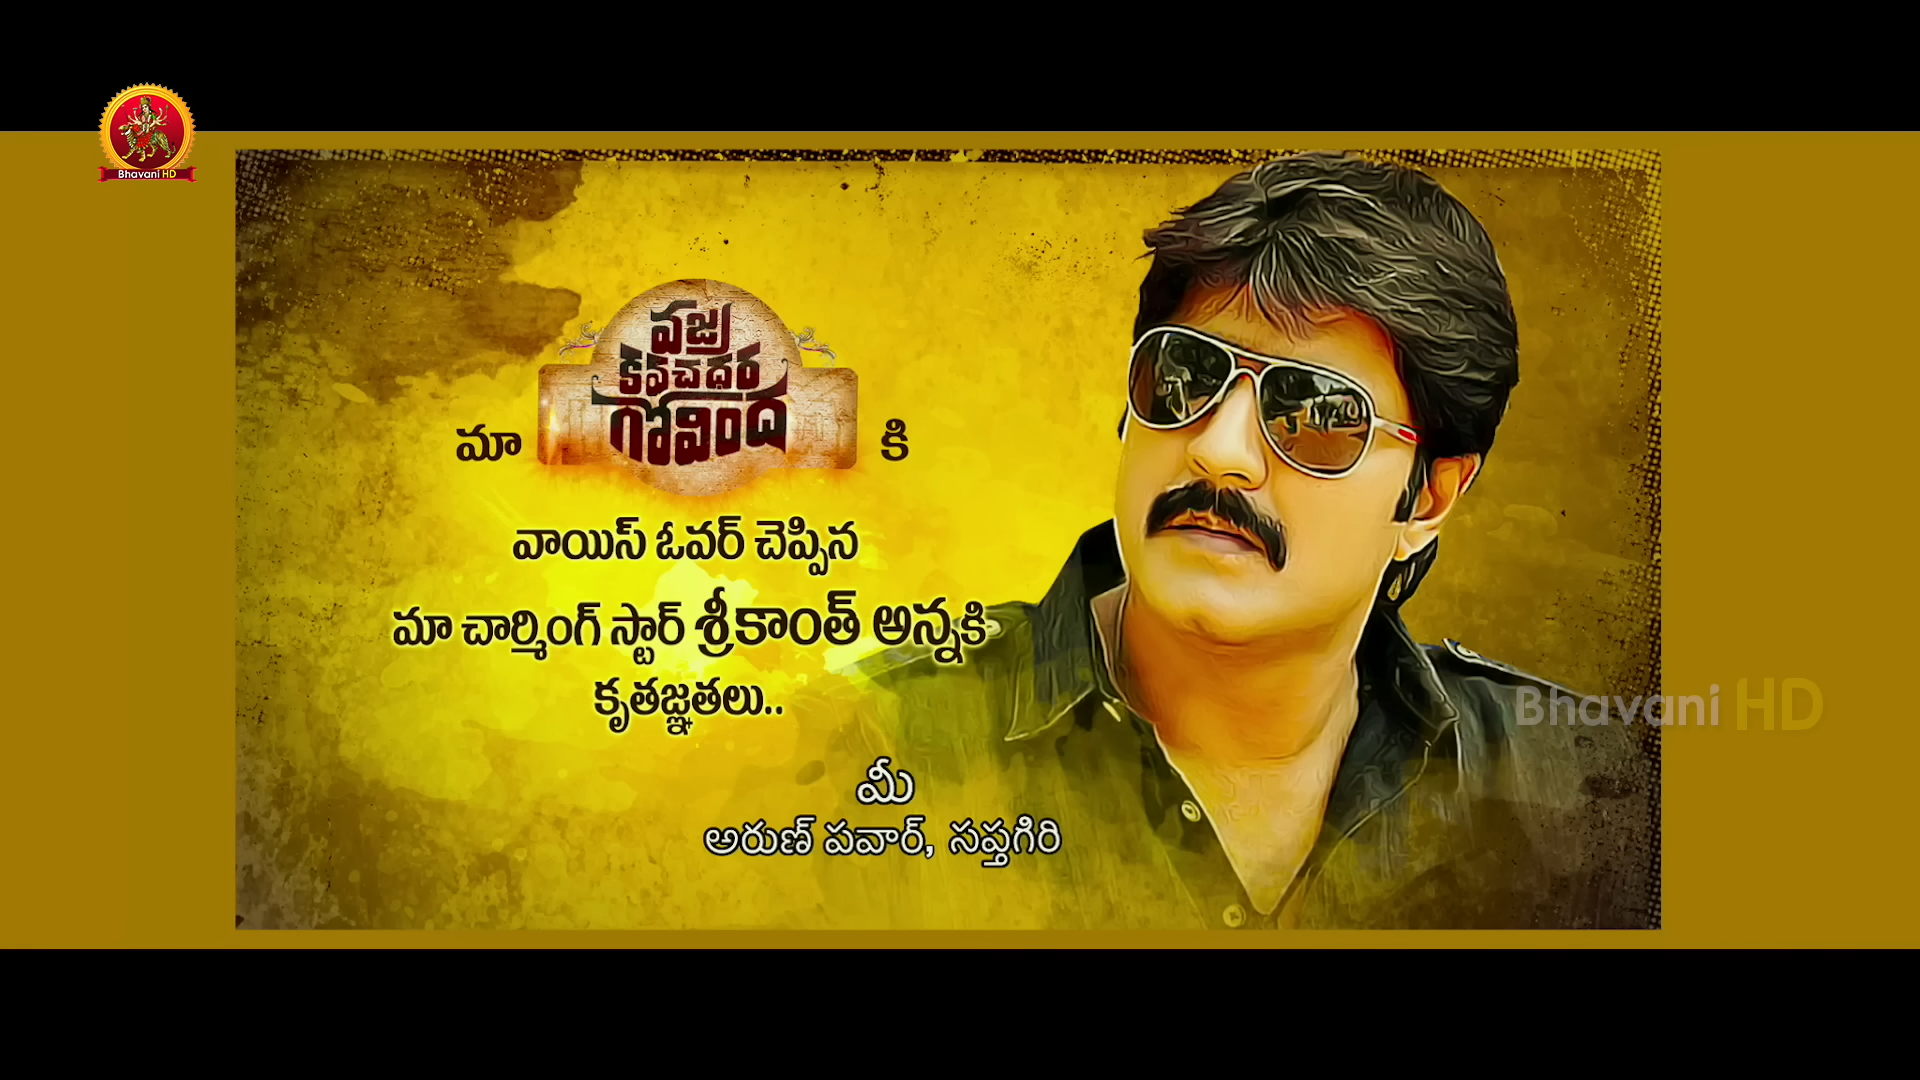 Bhavani HD
వజ్ర
కవచధర
గోవింద
మా కి
వాయిస్ ఓవర్ చెప్పిన
మా చార్మింగ్ స్టార్ శ్రీకాంత్ అన్నకి
కృతజ్ఞతలు..
Bhavani HD
మీ
అరుణ్ పవార్, సప్తగిరి